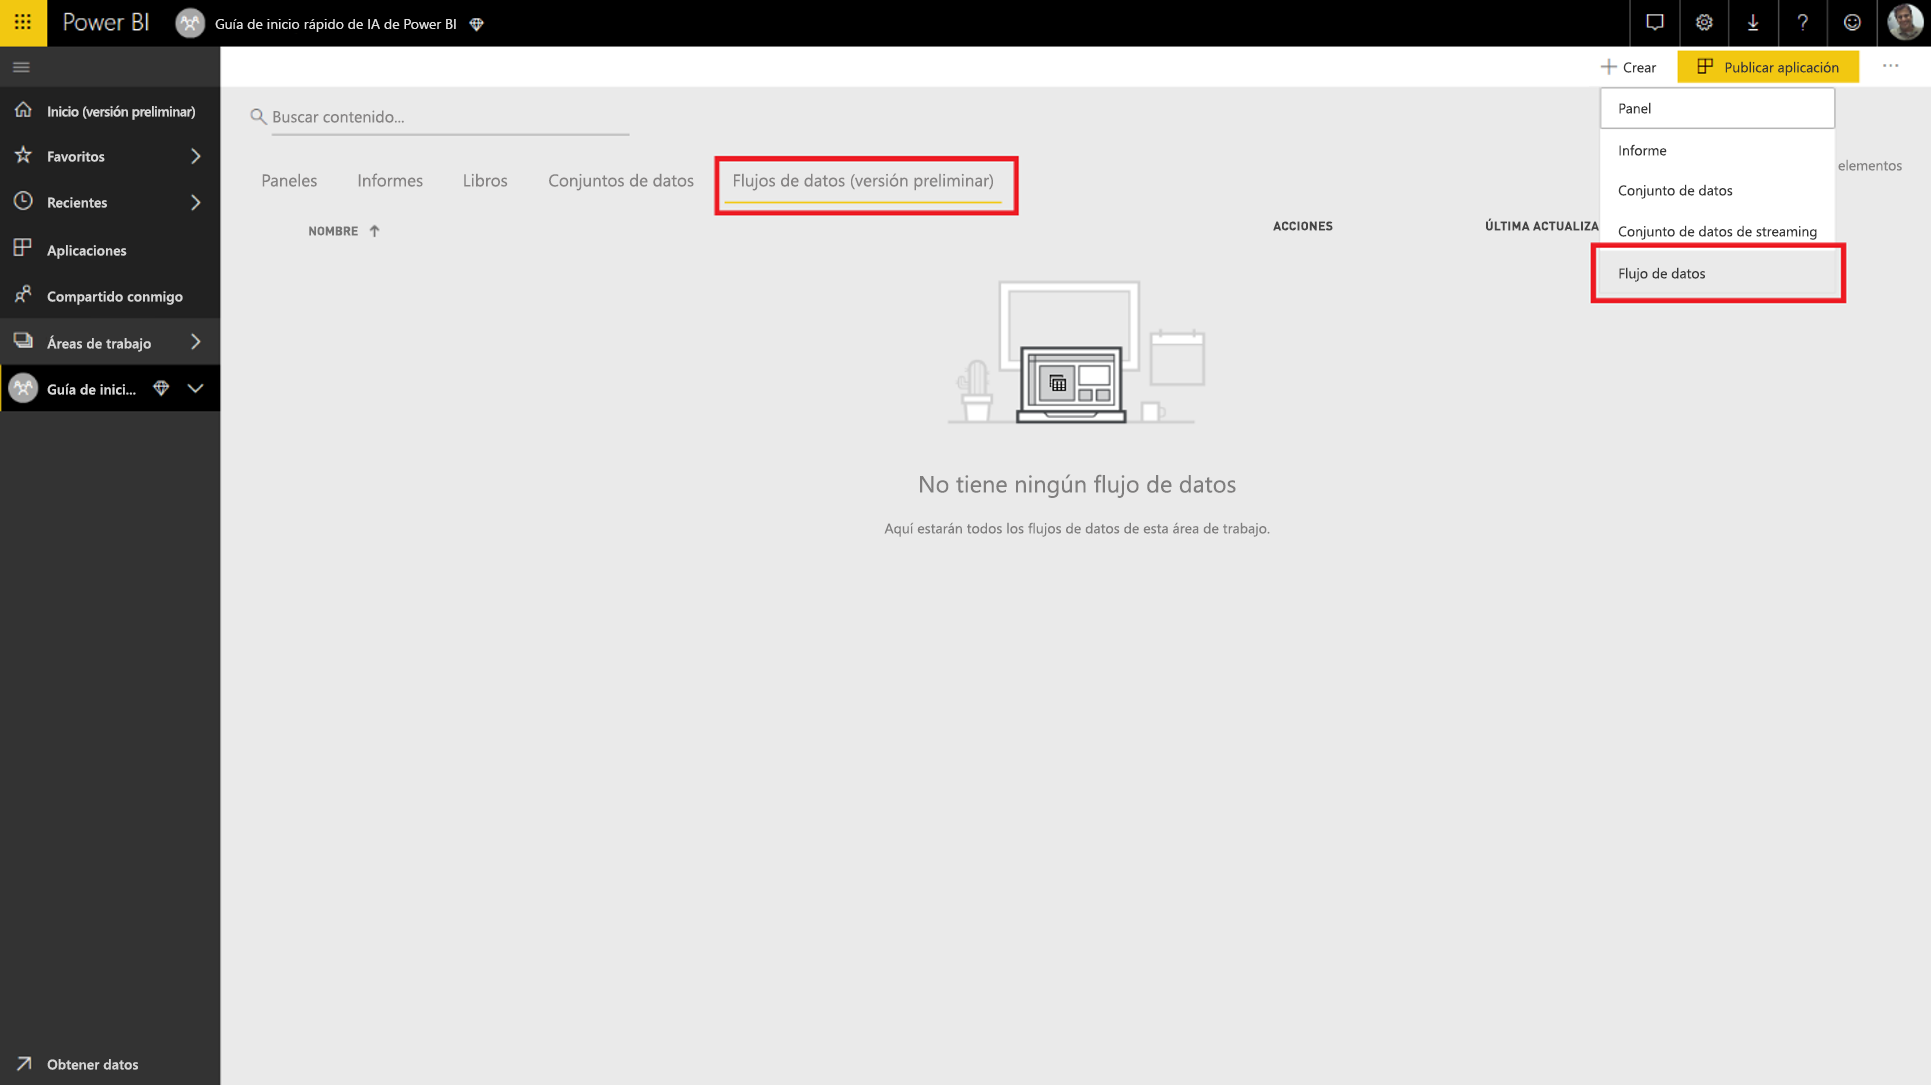 Power BI
Guía de inicio rápido de IA de Power BI
Crear
Publicar aplicación
Inicio (versión preliminar)
Favoritos
Recientes
Aplicaciones
Compartido conmigo
Áreas de trabajo
Guía de inici...
Obtener datos
Buscar contenido...
Paneles
Informes
Libros
Conjuntos de datos
Flujos de datos (versión preliminar)
elementos
NOMBRE
ACCIONES
ÚLTIMA ACTUALIZA
Panel
Informe
Conjunto de datos
Conjunto de datos de streaming
Flujo de datos
No tiene ningún flujo de datos
Aquí estarán todos los flujos de datos de esta área de trabajo.